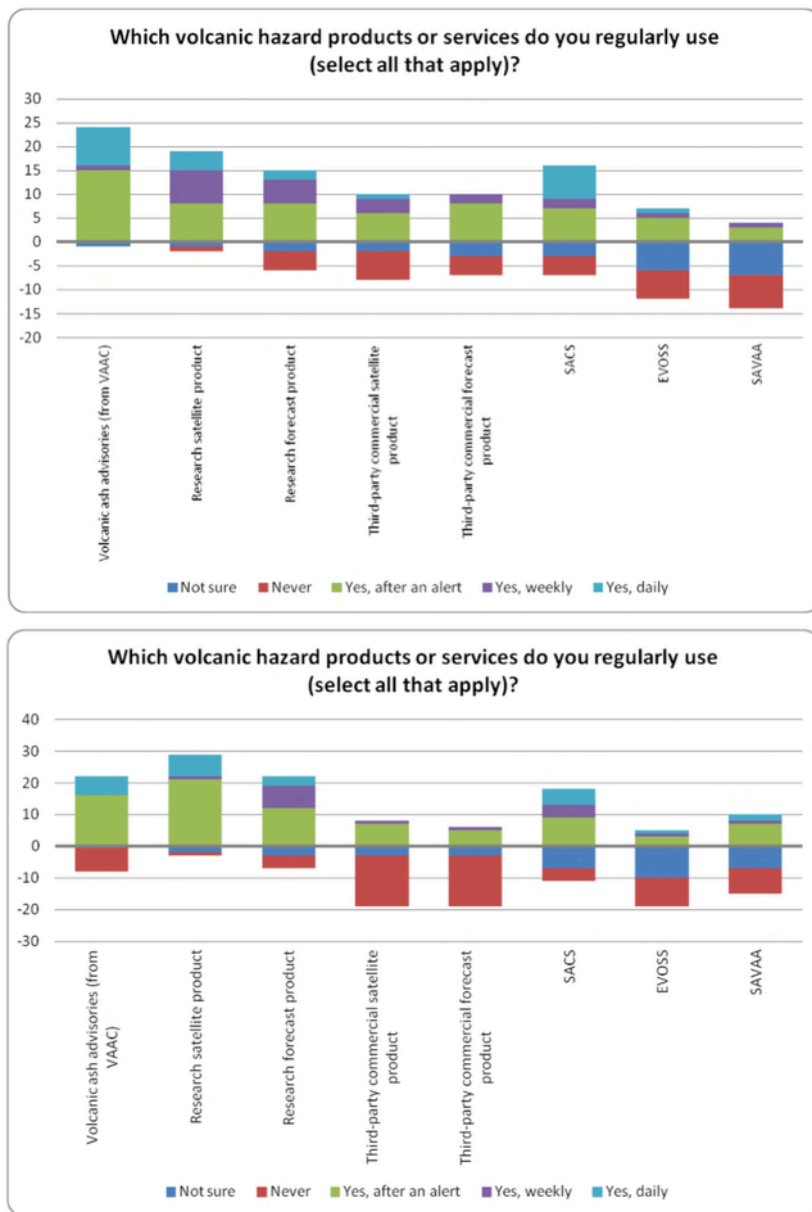 Which volcanic hazard products or services do you regularly use
(select all that apply)?
30
25
20
15
10
5
0
-5
-10
-15
-20
Volcanic ash advisories (from VAAC)
Research satellite product
Research forecast product
Third-party commercial satellite
product
Third-party commercial forecast
product
SACS
EVOSS
SAVAA
Not sure
Never
Yes, after an alert
Yes, weekly
Yes, daily
Which volcanic hazard products or services do you regularly use
(select all that apply)?
40
30
20
10
0
-10
-20
-30
Volcanic ash advisories (from
VAAC)
Research satellite product
Research forecast product
Third-party commercial satellite
product
Third-party commercial forecast
product
SACS
EVOSS
SAVAA
Not sure
Never
Yes, after an alert
Yes, weekly
Yes, daily